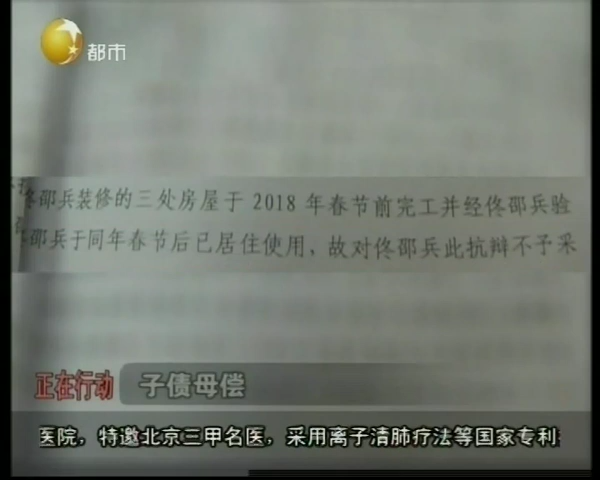 都市
佟邵兵装修的三处房屋于 2018 年春节前完工并经佟邵兵验
邵兵于同年春节后已居住使用，故对佟邵兵此抗辩不予采
正在行动
子债母偿
医院，特邀北京三甲名医，采用离子清肺疗法等国家专利